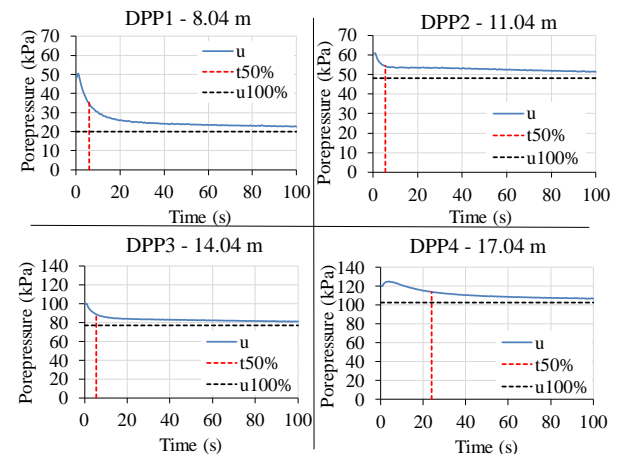 DPP1 - 8.04 m
Porepressure (kPa)
70
60
50
40
30
20
10
0
u
t50%
u100%
0 20 40 60 80 100
Time (s)
DPP2 - 11.04 m
Porepressure (kPa)
70
60
50
40
30
20
10
0
u
t50%
u100%
0 20 40 60 80 100
Time (s)
DPP3 - 14.04 m
Porepressure (kPa)
140
120
100
80
60
40
20
0
u
t50%
u100%
0 20 40 60 80 100
Time (s)
DPP4 - 17.04 m
Porepressure (kPa)
140
120
100
80
60
40
20
0
u
t50%
u100%
0 20 40 60 80 100
Time (s)